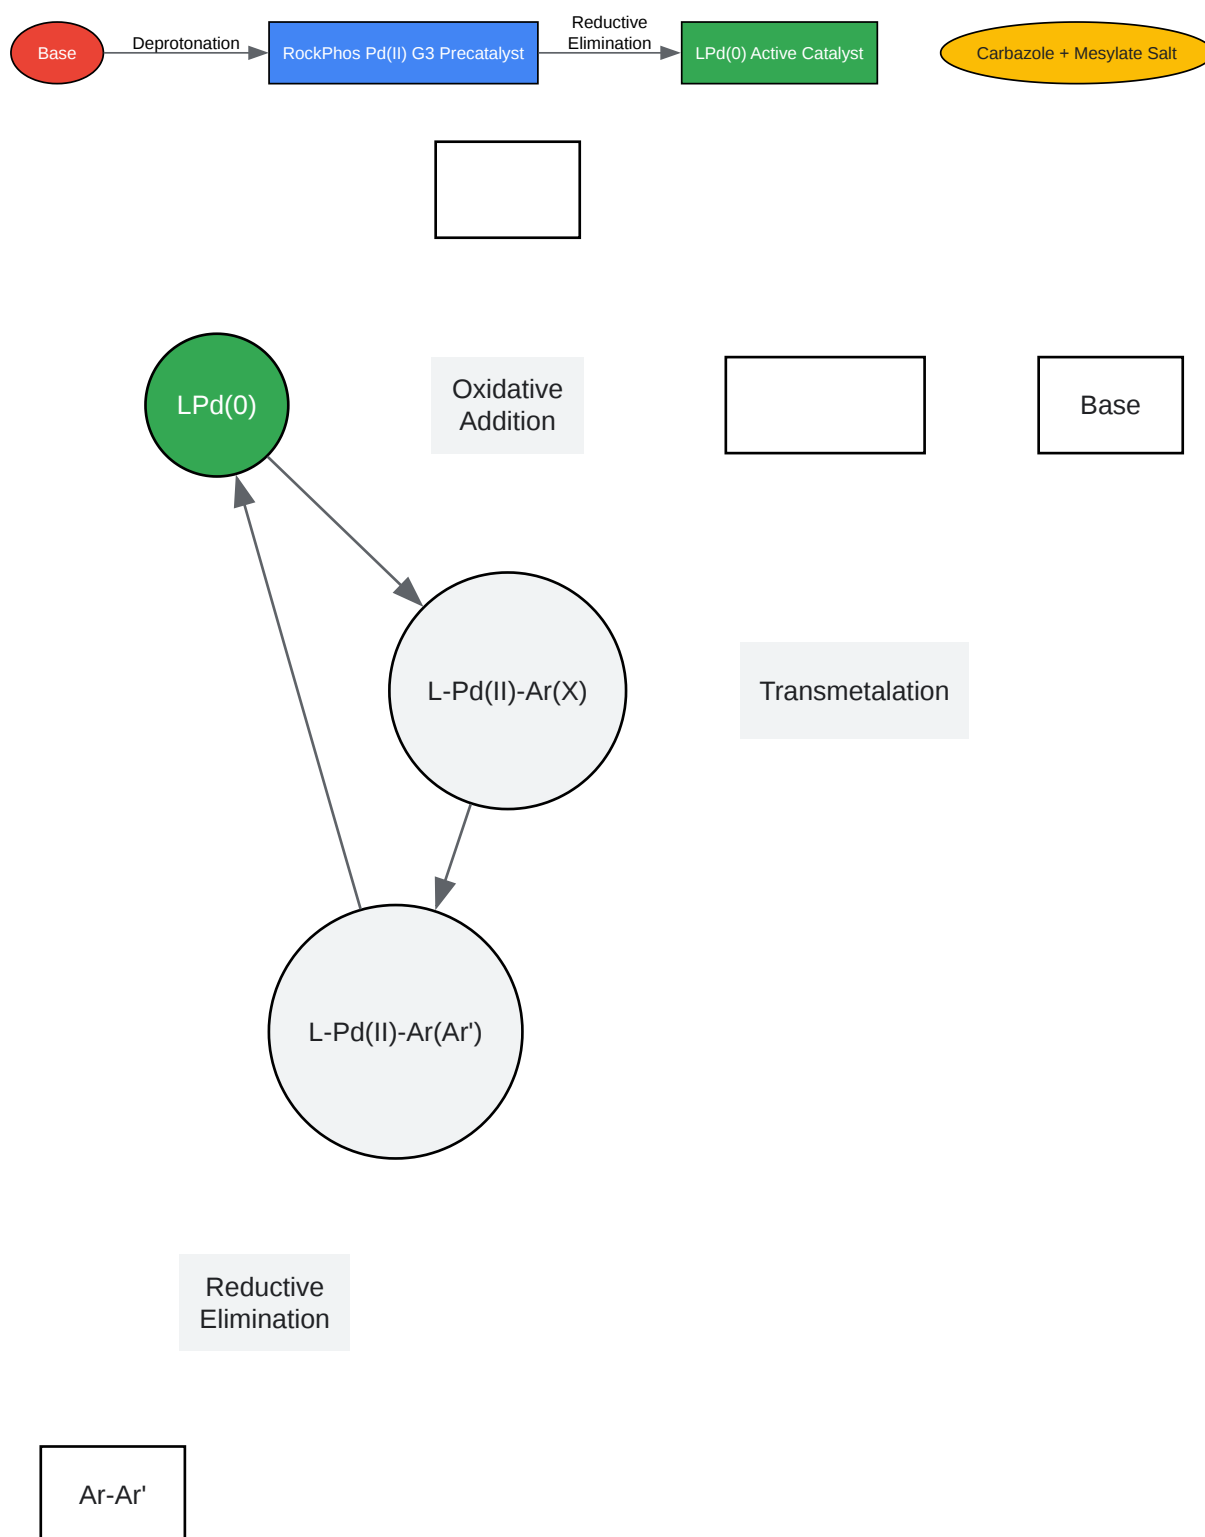 Base
Deprotonation
RockPhos Pd(II) G3 Precatalyst
Reductive
Elimination
LPd(0) Active Catalyst
Carbazole + Mesylate Salt
LPd(0)
Oxidative
Addition
Base
L-Pd(II)-Ar(X)
Transmetalation
L-Pd(II)-Ar(Ar')
Reductive
Elimination
Ar-Ar'